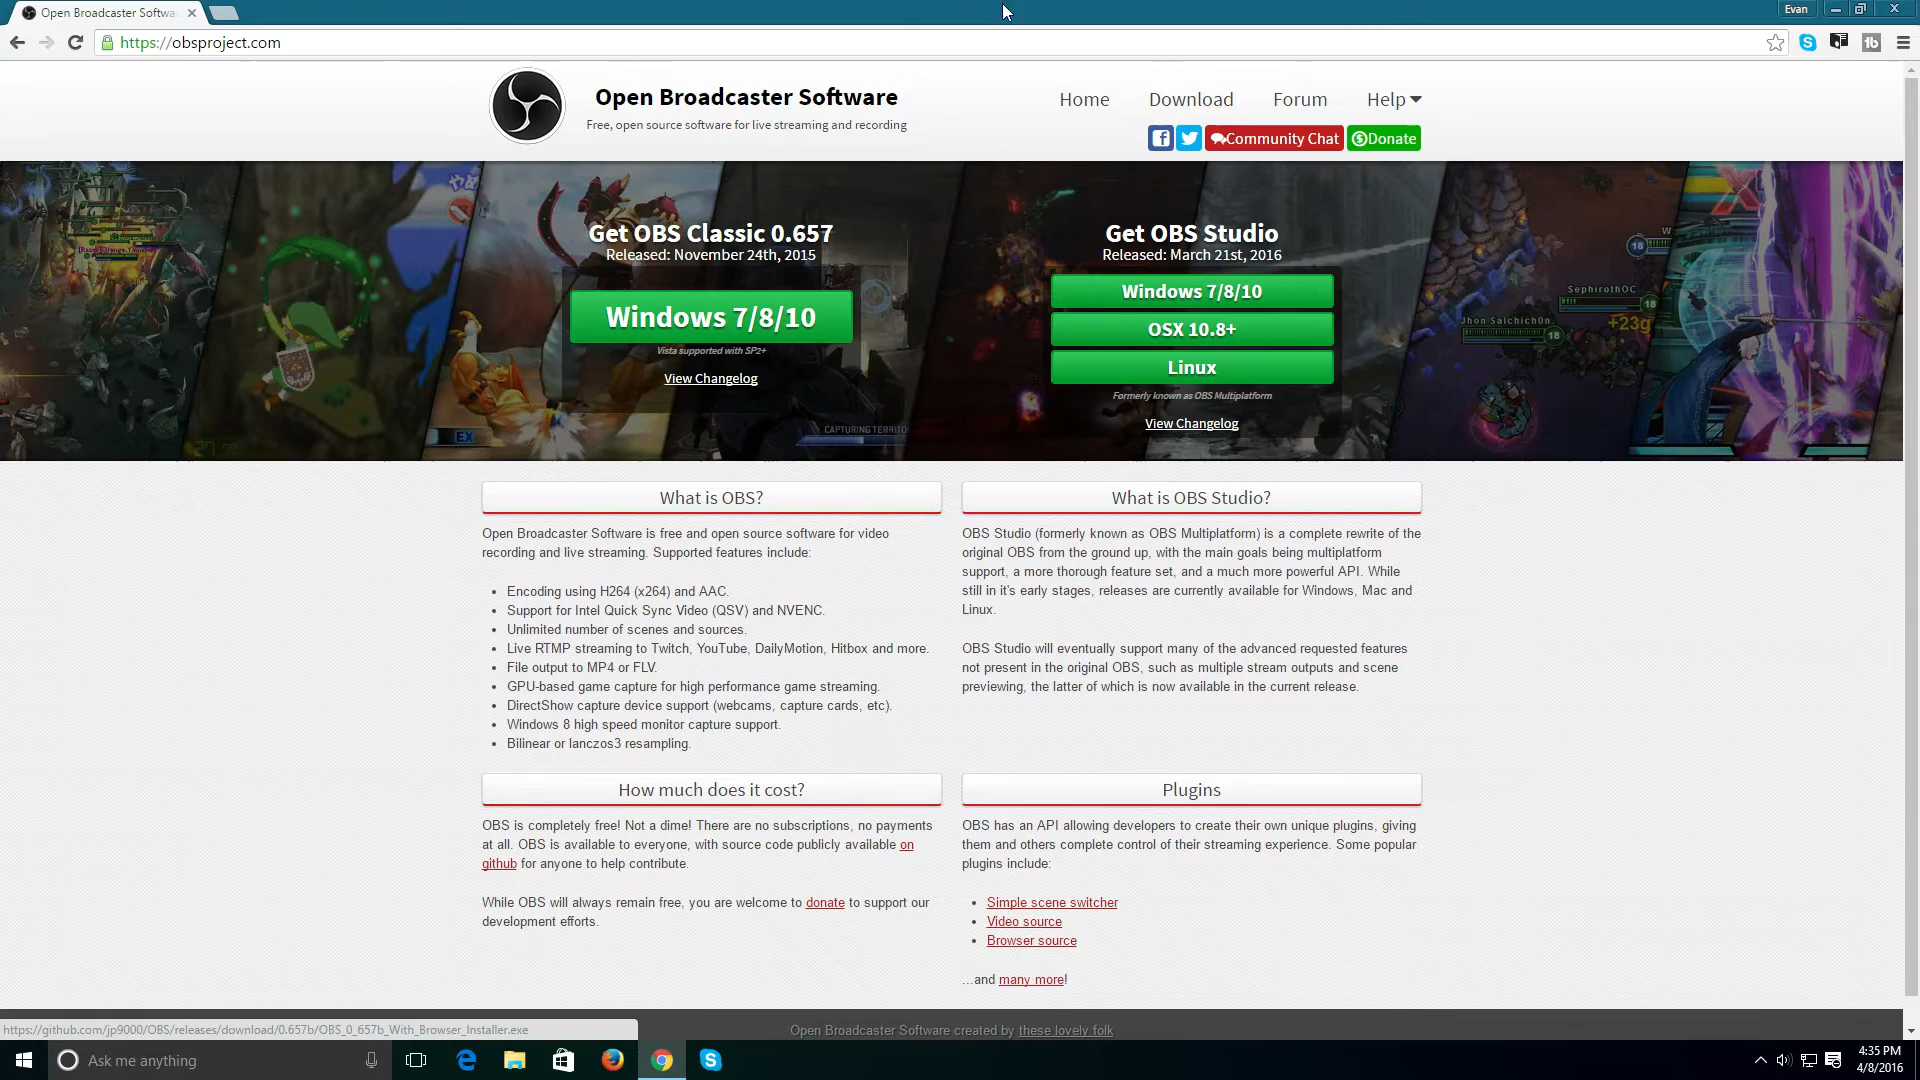 Open Broadcaster Softwa
Evan
https://obsproject.com
Open Broadcaster Software
Free, open source software for live streaming and recording
Home
Download
Forum
Help
Community Chat
Donate
Get OBS Classic 0.657
Released: November 24th, 2015
Windows 7/8/10
Vista supported with SP2+
View Changelog
Get OBS Studio
Released: March 21st, 2016
Windows 7/8/10
OSX 10.8+
Linux
Formerly known as OBS Multiplatform
View Changelog
EX
CAPTURING TERRITO
18
SephirothOC
18
Jhon Salchich0n.
18
+23g
What is OBS?
Open Broadcaster Software is free and open source software for video
recording and live streaming. Supported features include:
Encoding using H264 (x264) and AAC.
Support for Intel Quick Sync Video (QSV) and NVENC.
Unlimited number of scenes and sources.
Live RTMP streaming to Twitch, YouTube, DailyMotion, Hitbox and more.
File output to MP4 or FLV.
GPU-based game capture for high performance game streaming.
DirectShow capture device support (webcams, capture cards, etc).
Windows 8 high speed monitor capture support.
Bilinear or lanczos3 resampling.
What is OBS Studio?
OBS Studio (formerly known as OBS Multiplatform) is a complete rewrite of the
original OBS from the ground up, with the main goals being multiplatform
support, a more thorough feature set, and a much more powerful API. While
still in it's early stages, releases are currently available for Windows, Mac and
Linux.
OBS Studio will eventually support many of the advanced requested features
not present in the original OBS, such as multiple stream outputs and scene
previewing, the latter of which is now available in the current release.
How much does it cost?
OBS is completely free! Not a dime! There are no subscriptions, no payments
at all. OBS is available to everyone, with source code publicly available on
github for anyone to help contribute.
While OBS will always remain free, you are welcome to donate to support our
development efforts.
Plugins
OBS has an API allowing developers to create their own unique plugins, giving
them and others complete control of their streaming experience. Some popular
plugins include:
Simple scene switcher
Video source
Browser source
...and many more!
https://github.com/jp9000/OBS/releases/download/0.657b/OBS_0_657b_With_Browser_Installer.exe
Open Broadcaster Software created by these lovely folk
Ask me anything
4:35 PM
4/8/2016